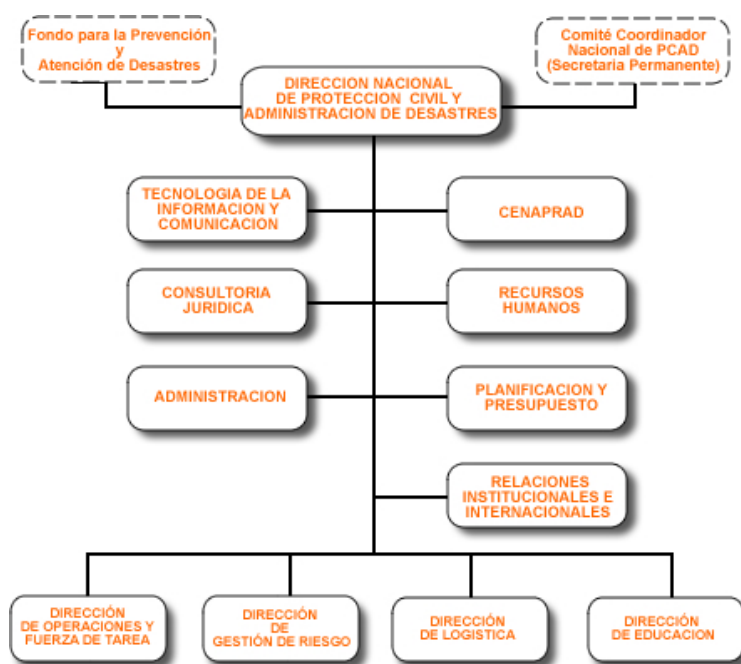 Fondo para la Prevención
y
Atención de Desastres
Comité Coordinador
Nacional de PCAD
(Secretaria Permanente)
DIRECCION NACIONAL
DE PROTECCION CIVIL Y
ADMINISTRACION DE DESASTRES
TECNOLOGIA DE LA
INFORMACION Y
COMUNICACION
CENAPRAD
CONSULTORIA
JURIDICA
RECURSOS
HUMANOS
ADMINISTRACION
PLANIFICACION Y
PRESUPUESTO
RELACIONES
INSTITUCIONALES E
INTERNACIONALES
DIRECCIÓN
DE OPERACIONES Y
FUERZA DE TAREA
DIRECCIÓN
DE
GESTIÓN DE RIESGO
DIRECCIÓN
DE LOGISTICA
DIRECCIÓN
DE EDUCACION